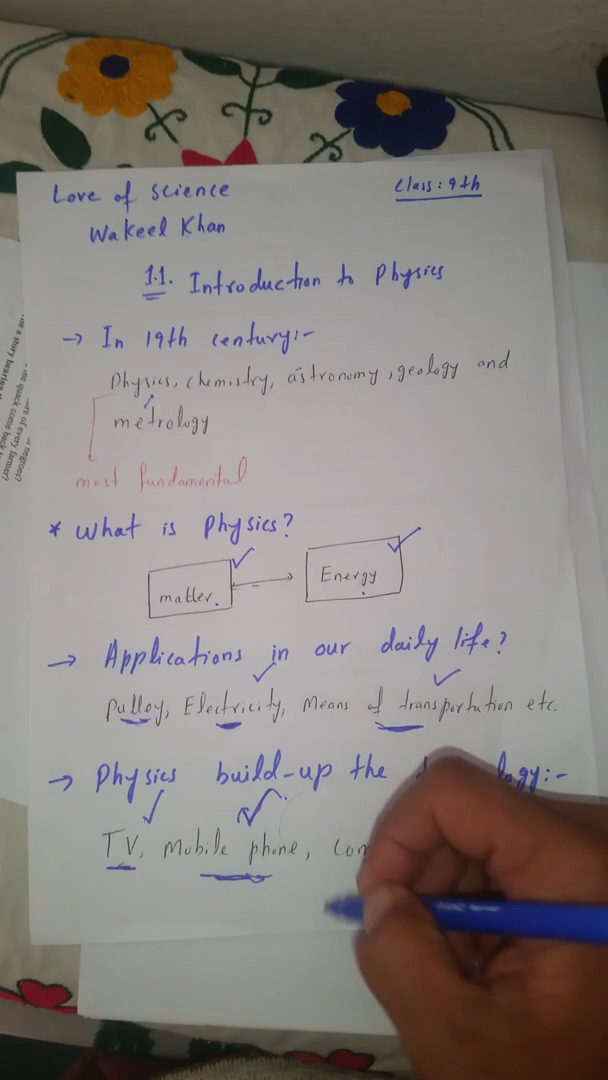 Love of science
Class: 9th
Wakeel Khan
1.1. Introduction to Physics
→ In 19th century:-
Physics, chemistry, astronomy, geology and
metrology
most fundamental
* What is Physics?
matter.
Energy
→ Applications in our daily life?
Pulley, Electricity, Means of transportation etc.
→ Physics build-up the
TV, Mobile phone,